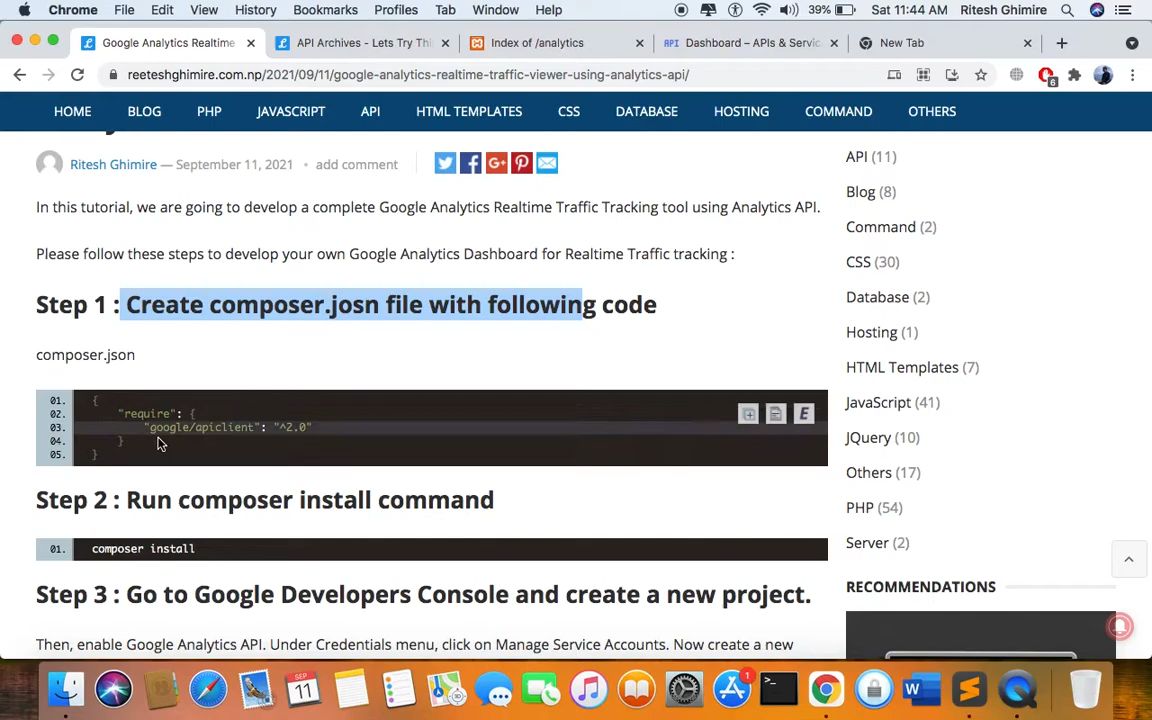 Chrome File Edit View History Bookmarks Profiles Tab Window Help 39% Sat 11:44 AM Ritesh Ghimire
Google Analytics Realtime API Archives - Lets Try Thi Index of /analytics API Dashboard – APIs & Servic New Tab
reeteshghimire.com.np/2021/09/11/google-analytics-realtime-traffic-viewer-using-analytics-api/
6
HOME BLOG PHP JAVASCRIPT API HTML TEMPLATES CSS DATABASE HOSTING COMMAND OTHERS
Ritesh Ghimire — September 11, 2021 • add comment
In this tutorial, we are going to develop a complete Google Analytics Realtime Traffic Tracking tool using Analytics API.
Please follow these steps to develop your own Google Analytics Dashboard for Realtime Traffic tracking :
Step 1 : Create composer.josn file with following code
composer.json
01. {
02. "require": {
03. "google/apiclient": "^2.0"
04. }
05. }
E
Step 2 : Run composer install command
01. composer install
Step 3 : Go to Google Developers Console and create a new project.
Then, enable Google Analytics API. Under Credentials menu, click on Manage Service Accounts. Now create a new
API (11)
Blog (8)
Command (2)
CSS (30)
Database (2)
Hosting (1)
HTML Templates (7)
JavaScript (41)
JQuery (10)
Others (17)
PHP (54)
Server (2)
RECOMMENDATIONS
SEP
11
1
W